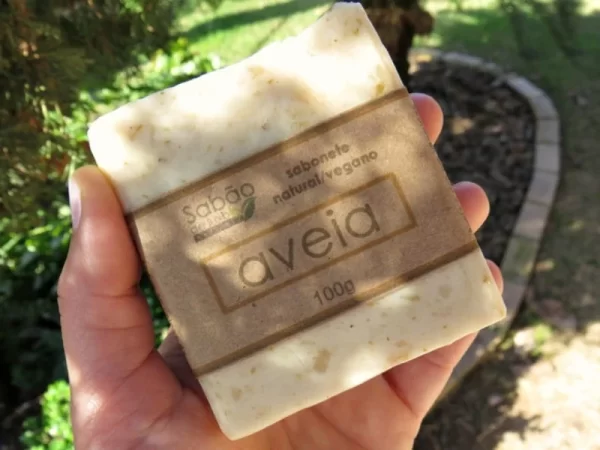 Sabão
sabonete
natural/vegano
aveia
100g